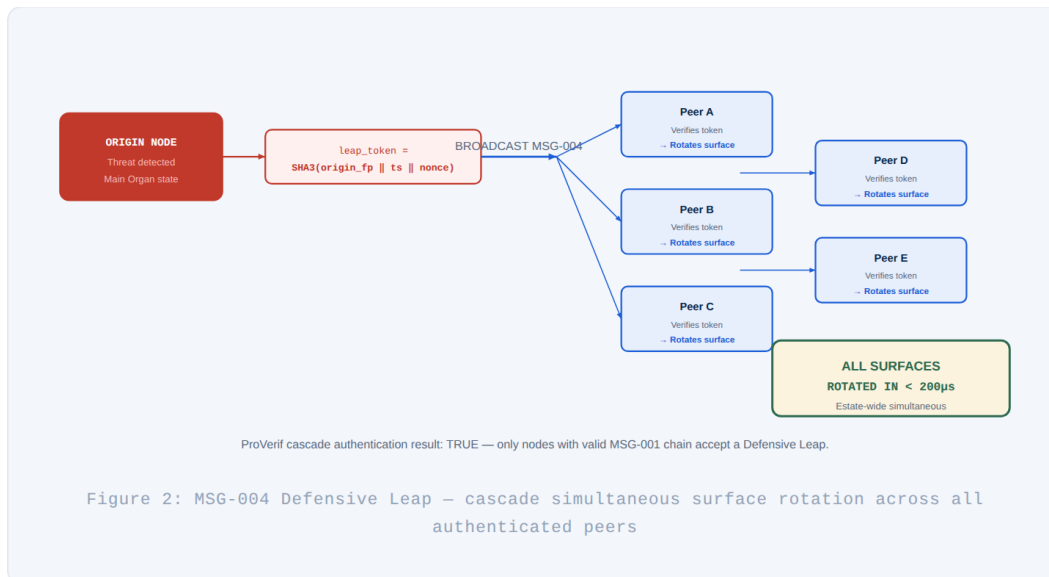 ORIGIN NODE
Threat detected
Main Organ state
leap_token =
SHA3(origin_fp ‖ ts ‖ nonce)
BROADCAST MSG-004
Peer A
Verifies token
→ Rotates surface
Peer B
Verifies token
→ Rotates surface
Peer C
Verifies token
→ Rotates surface
Peer D
Verifies token
→ Rotates surface
Peer E
Verifies token
→ Rotates surface
ALL SURFACES
ROTATED IN < 200μs
Estate-wide simultaneous
ProVerif cascade authentication result: TRUE — only nodes with valid MSG-001 chain accept a Defensive Leap.
Figure 2: MSG-004 Defensive Leap — cascade simultaneous surface rotation across all
authenticated peers